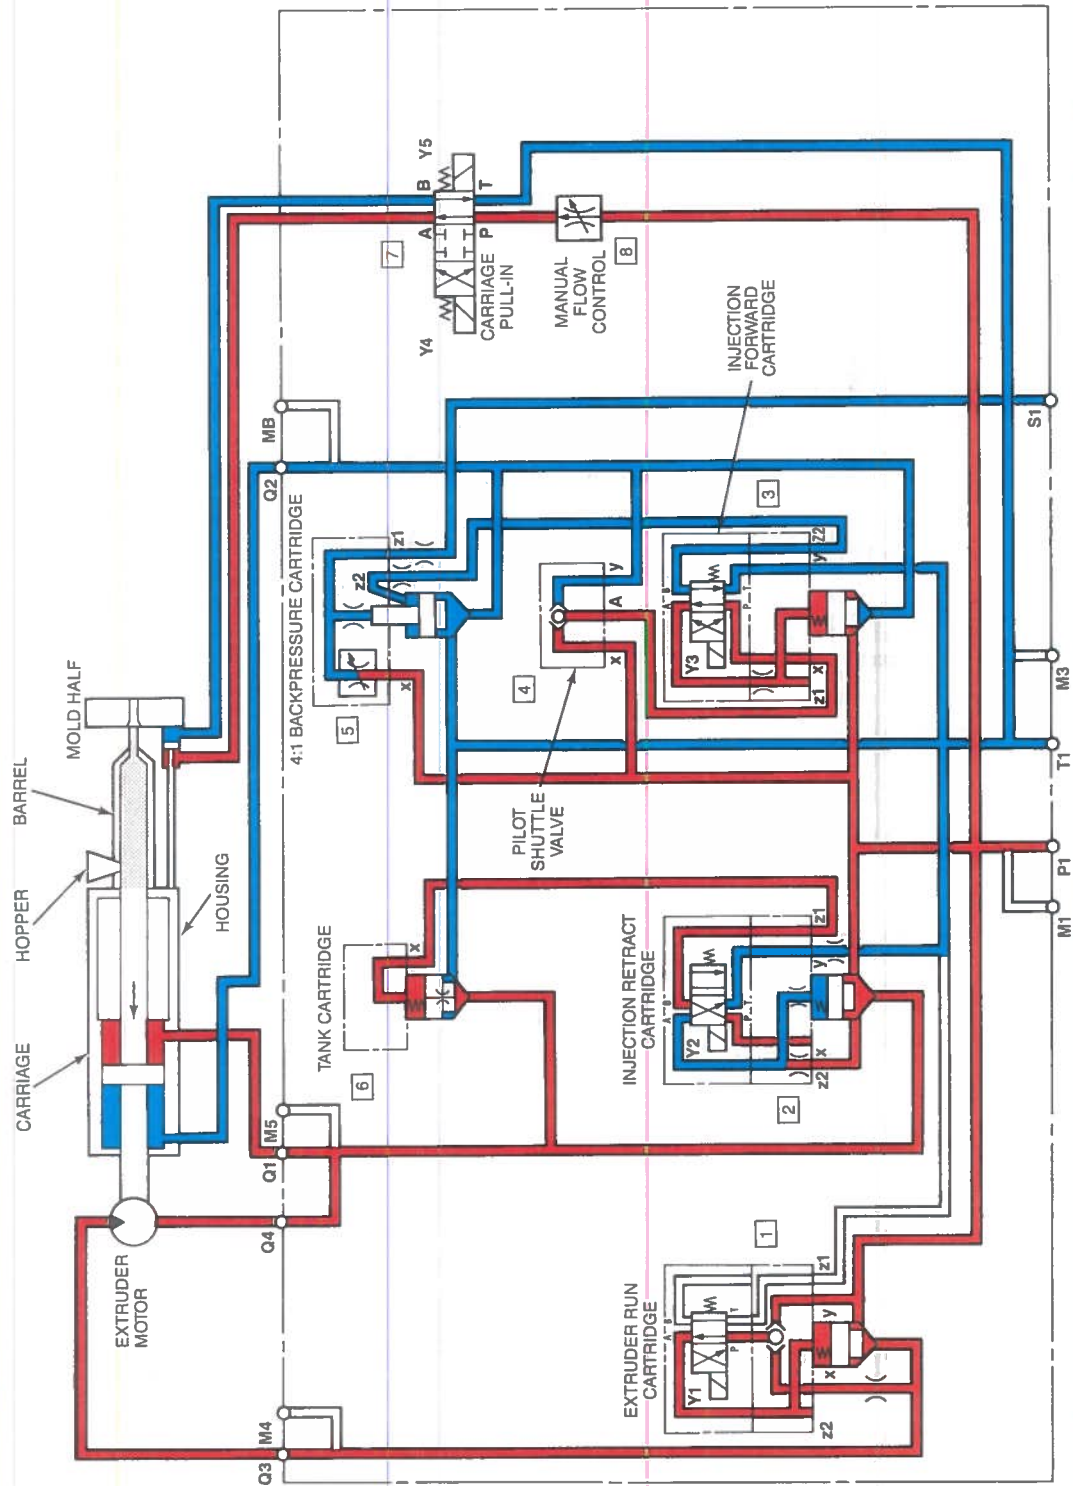 BARREL
HOPPER
MOLD HALF
HOUSING
CARRIAGE
EXTRUDER
MOTOR
Q3
M4
Q4
Q1
M5
Q2
MB
4:1 BACKPRESSURE CARTRIDGE
z1
z2
x
5
TANK CARTRIDGE
x
6
y
A
x
4
PILOT
SHUTTLE
VALVE
A
B
Y5
7
P
T
CARRIAGE
PULL-IN
Y4
MANUAL
FLOW
CONTROL
8
INJECTION
FORWARD
CARTRIDGE
3
A
B
Z2
y
P
T
Y3
x
z1
INJECTION RETRACT
CARTRIDGE
A
B
z1
y
P
T
Y2
x
z2
2
EXTRUDER RUN
CARTRIDGE
A
B
z1
T
P
y
Y1
x
z2
1
M1
P1
T1
M3
S1